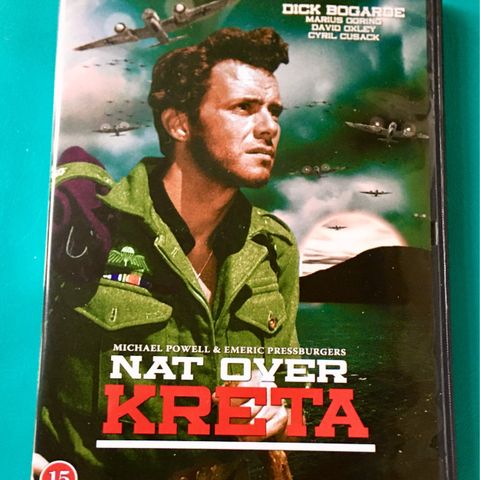 DICK BOGARDE
MARIUS GORING
DAVID OXLEY
CYRIL CUSACK
MICHAEL POWELL & EMERIC PRESSBURGERS
NAT OVER
KRETA
15